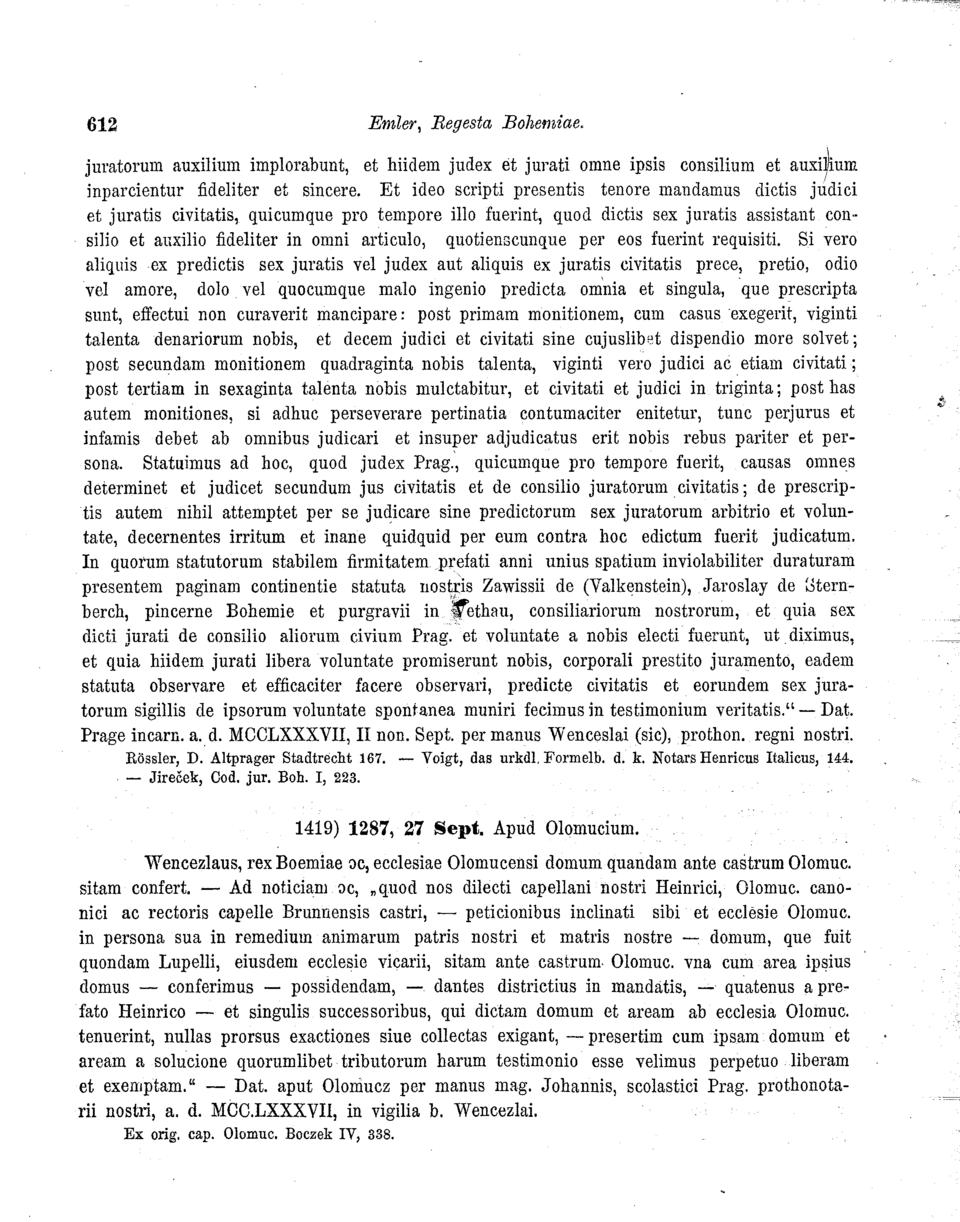 612 Emler, Regesta Bohemiae.
juratorum auxilium implorabunt, et hiidem judex et jurati omne ipsis consilium et auxilium
inparcientur fideliter et sincere. Et ideo scripti presentis tenore mandamus dictis judici
et juratis civitatis, quicumque pro tempore illo fuerint, quod dictis sex juratis assistant con-
silio et auxilio fideliter in omni articulo, quotienscunque per eos fuerint requisiti. Si vero
aliquis ex predictis sex juratis vel judex aut aliquis ex juratis civitatis prece, pretio, odio
vel amore, dolo vel quocumque malo ingenio predicta omnia et singula, que prescripta
sunt, effectui non curaverit mancipare: post primam monitionem, cum casus exegerit, viginti
talenta denariorum nobis, et decem judici et civitati sine cujuslibet dispendio more solvet;
post secundam monitionem quadraginta nobis talenta, viginti vero judici ac etiam civitati;
post tertiam in sexaginta talenta nobis mulctabitur, et civitati et judici in triginta; post has
autem monitiones, si adhuc perseverare pertinatia contumaciter enitetur, tunc perjurus et
infamis debet ab omnibus judicari et insuper adjudicatus erit nobis rebus pariter et per-
sona. Statuimus ad hoc, quod judex Prag., quicumque pro tempore fuerit, causas omnes
determinet et judicet secundum jus civitatis et de consilio juratorum civitatis; de prescrip-
tis autem nihil attemptet per se judicare sine predictorum sex juratorum arbitrio et volun-
tate, decernentes irritum et inane quidquid per eum contra hoc edictum fuerit judicatum.
In quorum statutorum stabilem firmitatem prefati anni unius spatium inviolabiliter duraturam
presentem paginam continentie statuta nostris Zawissii de (Valkenstein), Jaroslay de Stern-
berch, pincerne Bohemie et purgravii in Tethau, consiliariorum nostrorum, et quia sex
dicti jurati de consilio aliorum civium Prag. et voluntate a nobis electi fuerunt, ut diximus,
et quia hiidem jurati libera voluntate promiserunt nobis, corporali prestito juramento, eadem
statuta observare et efficaciter facere observari, predicte civitatis et eorundem sex jura-
torum sigillis de ipsorum voluntate spontanea muniri fecimus in testimonium veritatis.“ — Dat.
Prage incarn. a. d. MCCLXXXVII, II non. Sept. per manus Wenceslai (sic), prothon. regni nostri.
Rössler, D. Altprager Stadtrecht 167. — Voigt, das urkdl. Formelb. d. k. Notars Henricus Italicus, 144.
— Jireček, Cod. jur. Boh. I, 223.
1419) 1287, 27 Sept. Apud Olomucium.
Wencezlaus, rex Boemiae ɔc, ecclesiae Olomucensi domum quandam ante castrum Olomuc.
sitam confert. — Ad noticiam ɔc, „quod nos dilecti capellani nostri Heinrici, Olomuc. cano-
nici ac rectoris capelle Brunnensis castri, — peticionibus inclinati sibi et ecclesie Olomuc.
in persona sua in remedium animarum patris nostri et matris nostre — domum, que fuit
quondam Lupelli, eiusdem ecclesie vicarii, sitam ante castrum Olomuc. vna cum area ipsius
domus — conferimus — possidendam, — dantes districtius in mandatis, — quatenus a pre-
fato Heinrico — et singulis successoribus, qui dictam domum et aream ab ecclesia Olomuc.
tenuerint, nullas prorsus exactiones siue collectas exigant, — presertim cum ipsam domum et
aream a solucione quorumlibet tributorum harum testimonio esse velimus perpetuo liberam
et exemptam.“ — Dat. aput Olomucz per manus mag. Johannis, scolastici Prag. prothonota-
rii nostri, a. d. MCC.LXXXVII, in vigilia b. Wencezlai.
Ex orig. cap. Olomuc. Boczek IV, 338.